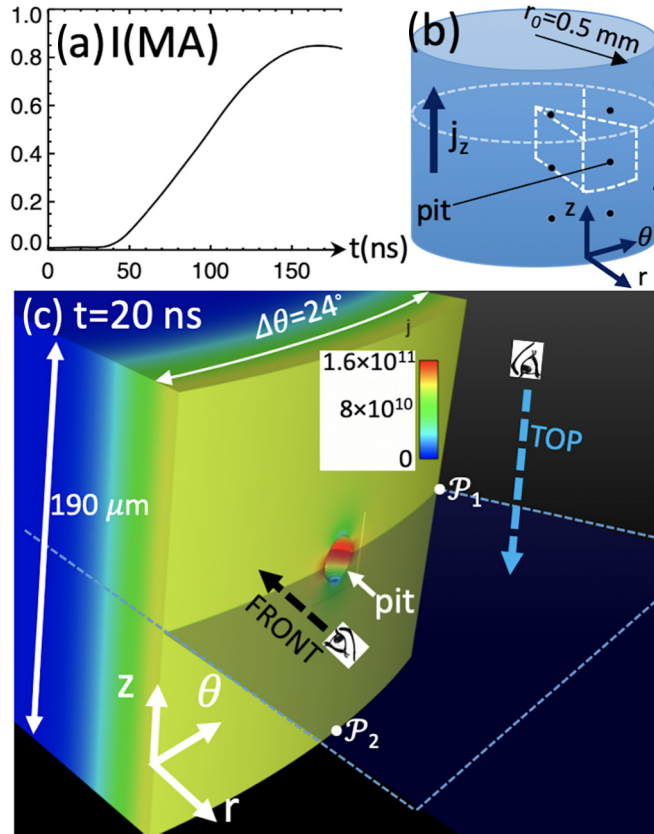 (a) I(MA)
1.0
0.8
0.6
0.4
0.2
0.0
0
50
100
150
t(ns)
(b)
r₀=0.5 mm
j_z
pit
z
θ
r
(c) t=20 ns
Δθ=24°
j
1.6×10¹¹
8×10¹⁰
0
TOP
190 μm
𝒫₁
pit
FRONT
z
θ
r
𝒫₂